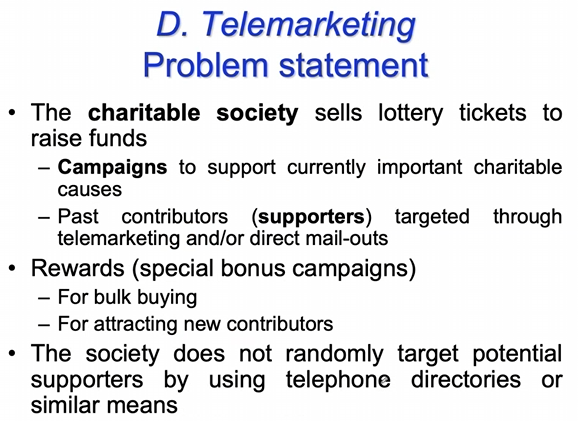 D. Telemarketing
Problem statement
• The charitable society sells lottery tickets to
raise funds
– Campaigns to support currently important charitable
causes
– Past contributors (supporters) targeted through
telemarketing and/or direct mail-outs
• Rewards (special bonus campaigns)
– For bulk buying
– For attracting new contributors
• The society does not randomly target potential
supporters by using telephone directories or
similar means